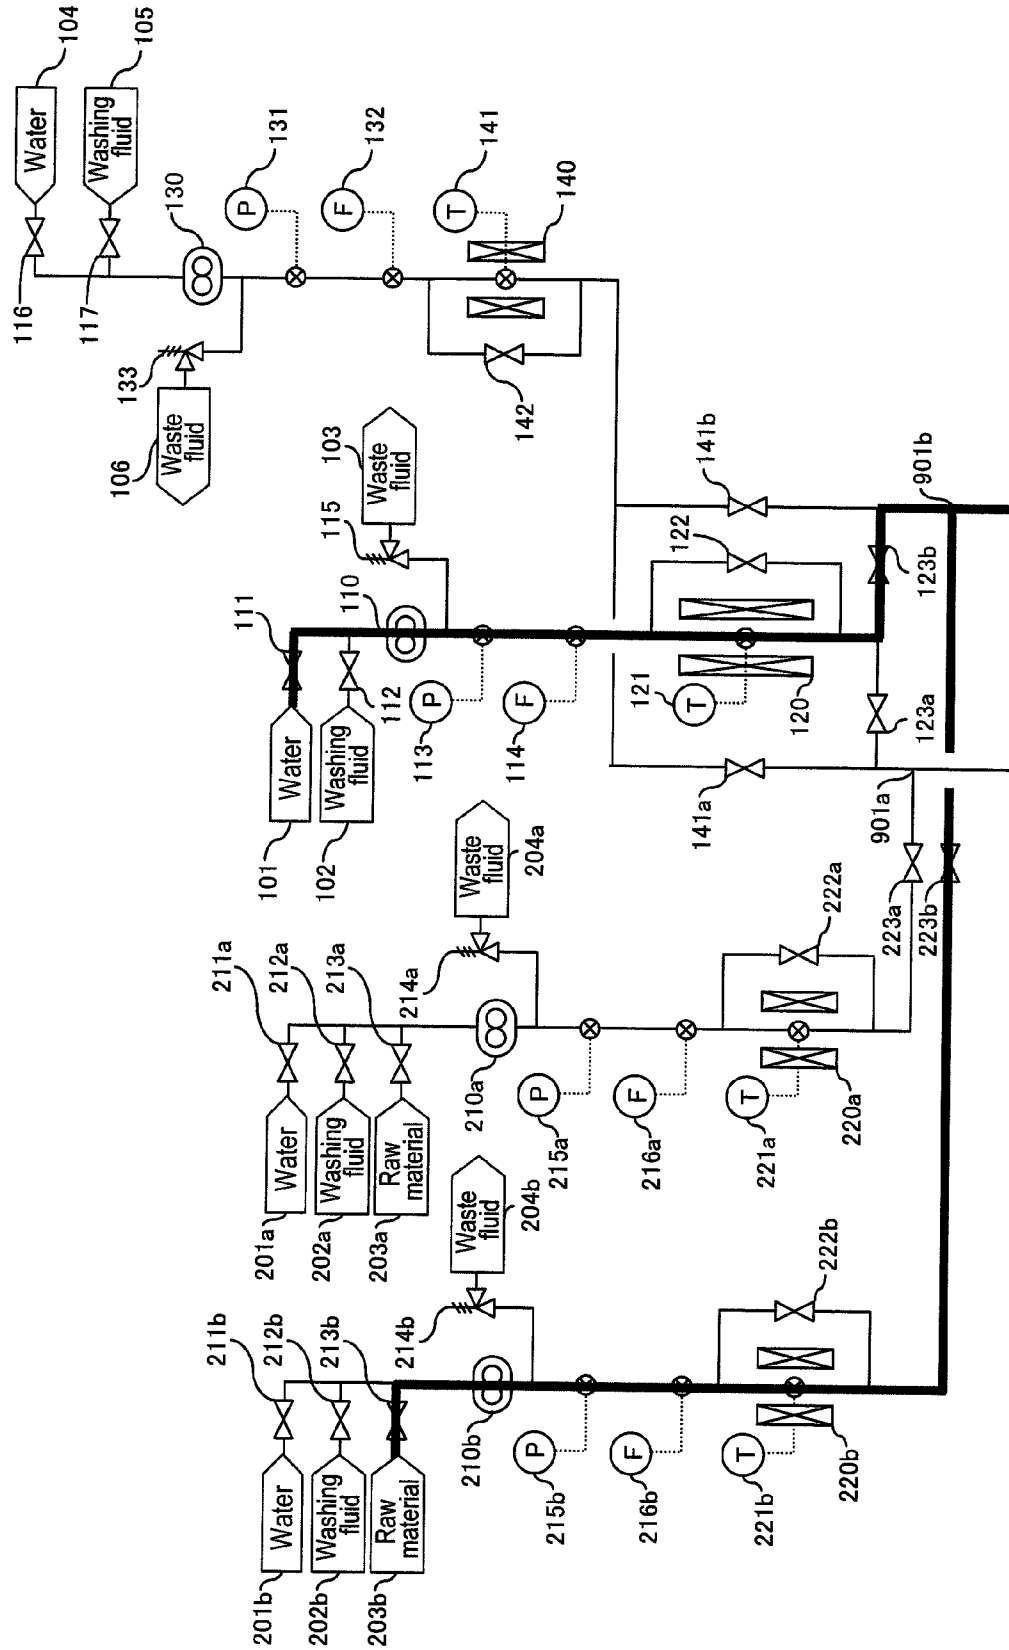 201b
Water
211b
202b
Washing
fluid
212b
203b
Raw
material
213b
214b
Waste
fluid
204b
210b
P
215b
F
216b
T
221b
220b
222b
223b
201a
Water
211a
202a
Washing
fluid
212a
203a
Raw
material
213a
214a
Waste
fluid
204a
210a
P
215a
F
216a
T
221a
220a
222a
223a
101
Water
111
102
Washing
fluid
112
110
115
Waste
fluid
103
P
113
F
114
T
121
120
122
123a
123b
141a
141b
901a
901b
106
Waste
fluid
133
116
Water
104
117
Washing
fluid
105
130
P
131
F
132
T
141
140
142